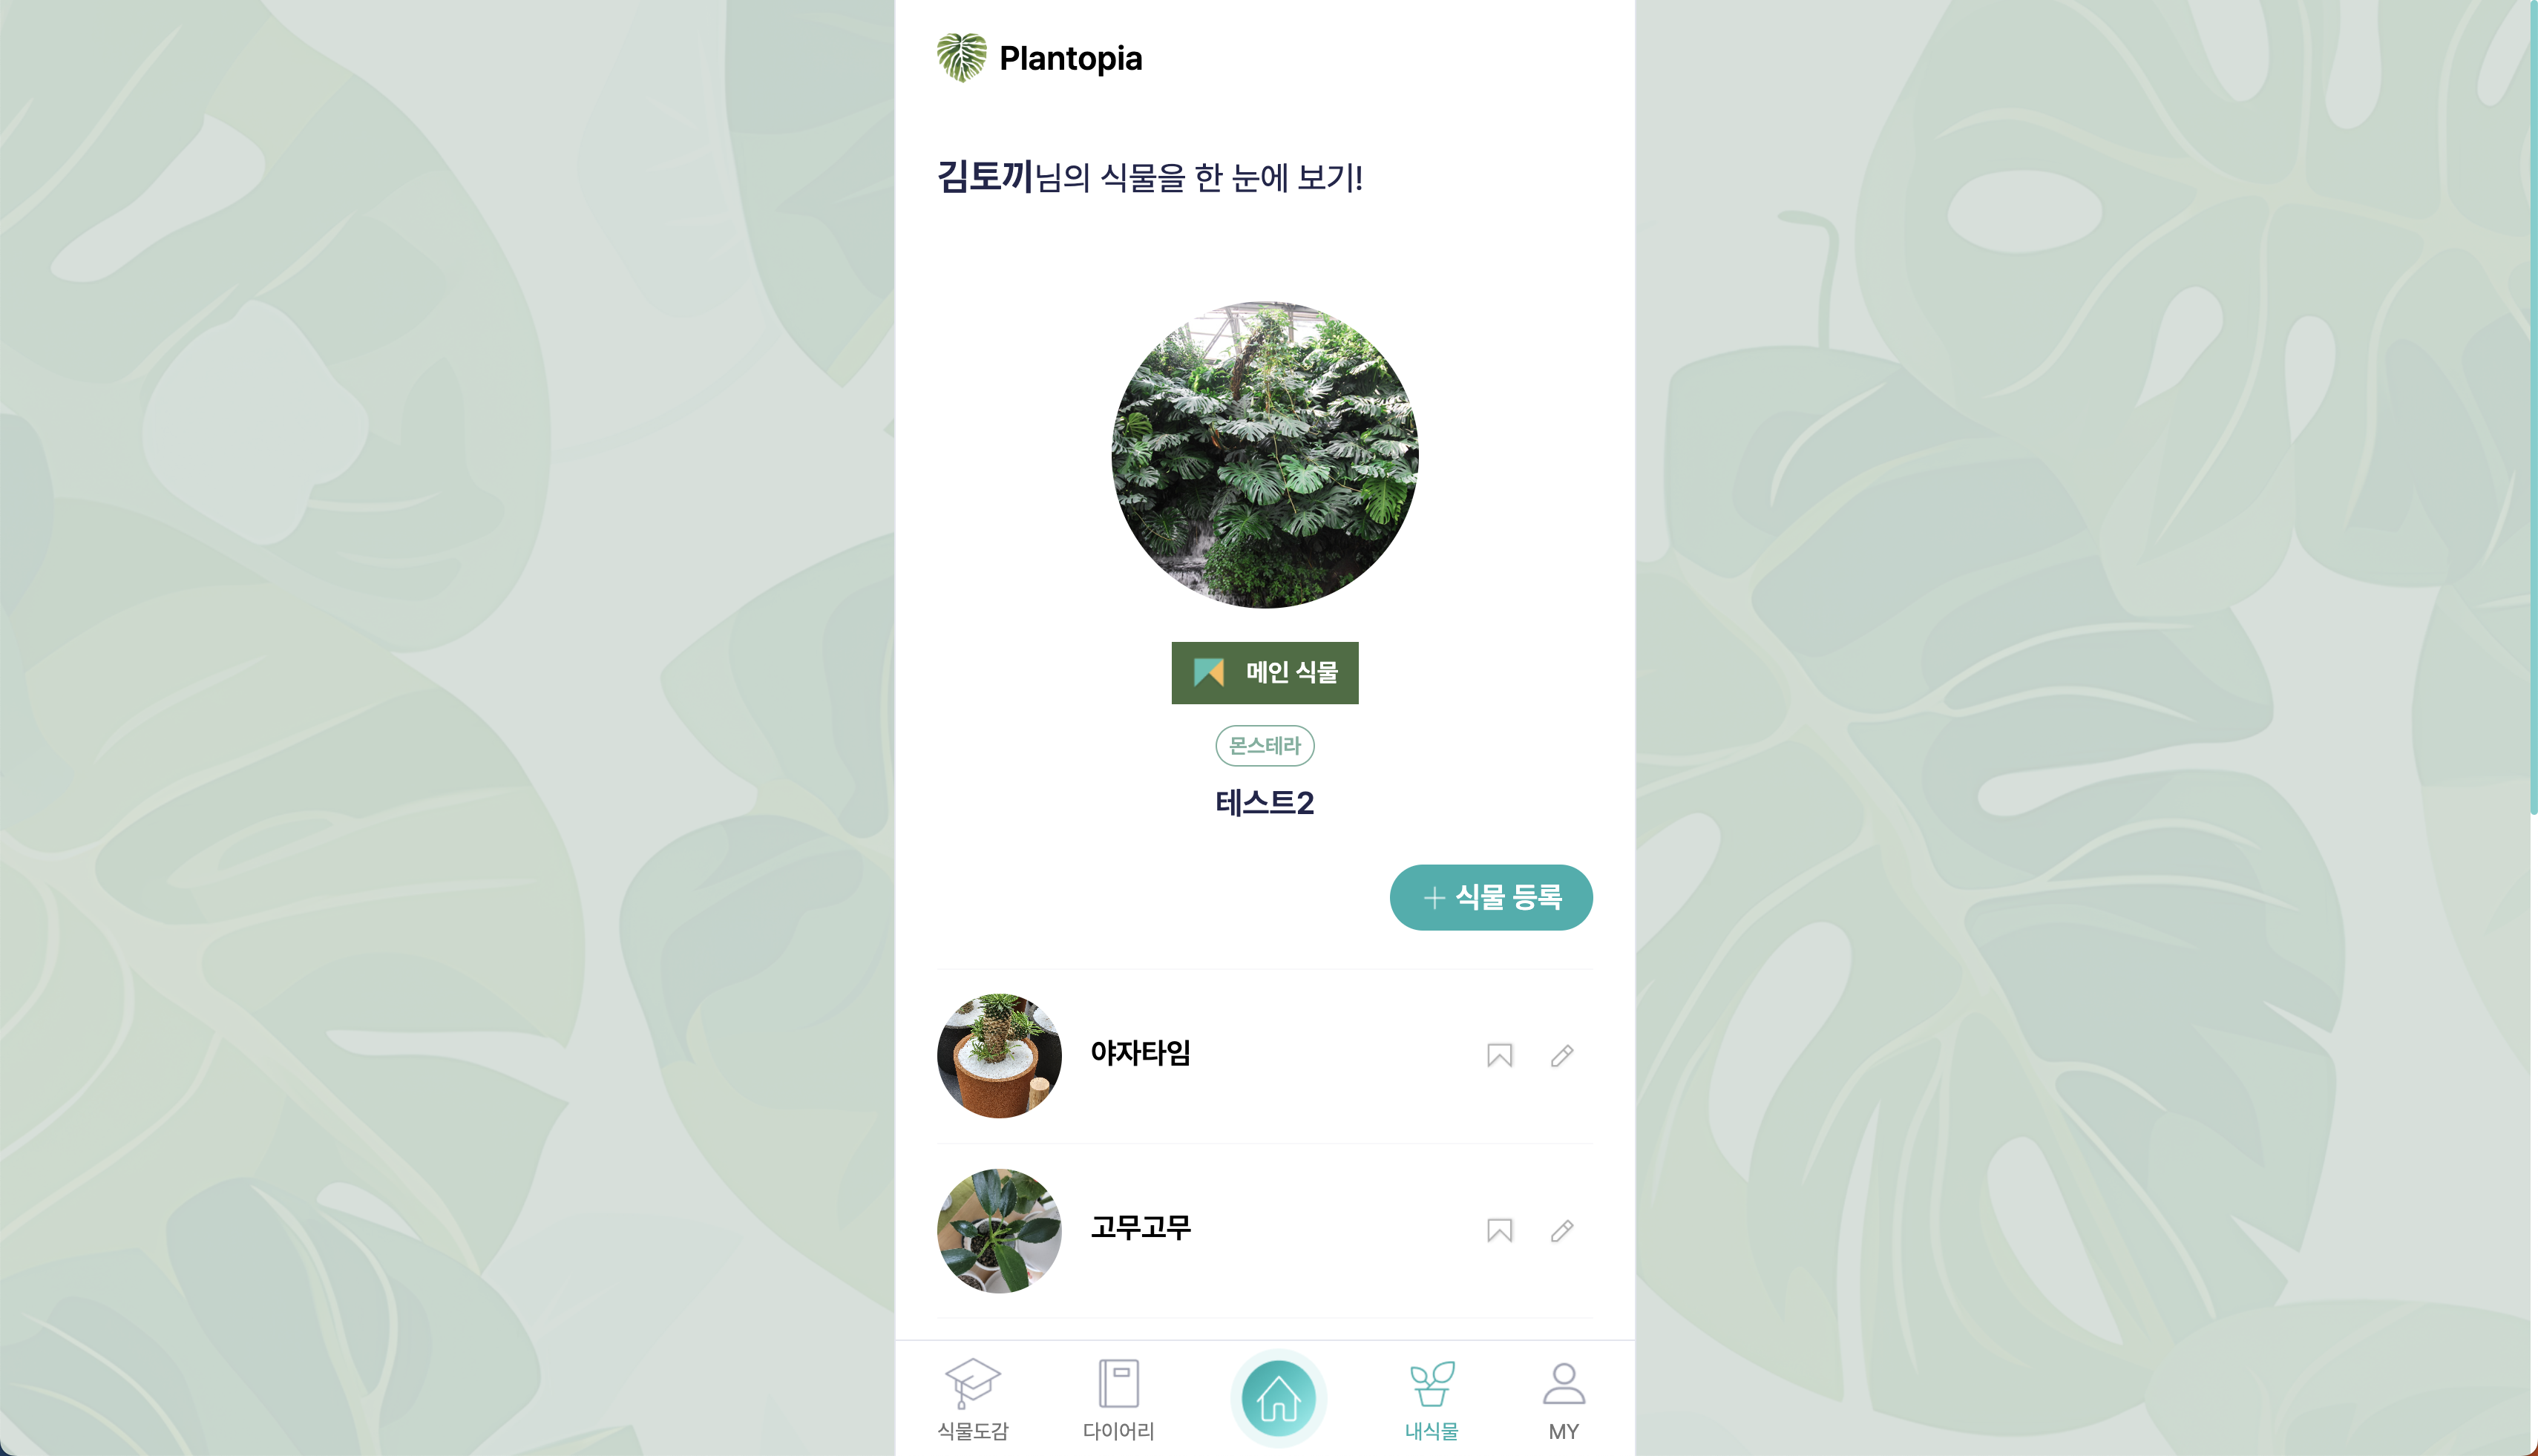 Plantopia
김토끼님의 식물을 한 눈에 보기!
메인 식물
몬스테라
테스트2
식물 등록
야자타임
고무고무
식물도감
다이어리
내식물
MY